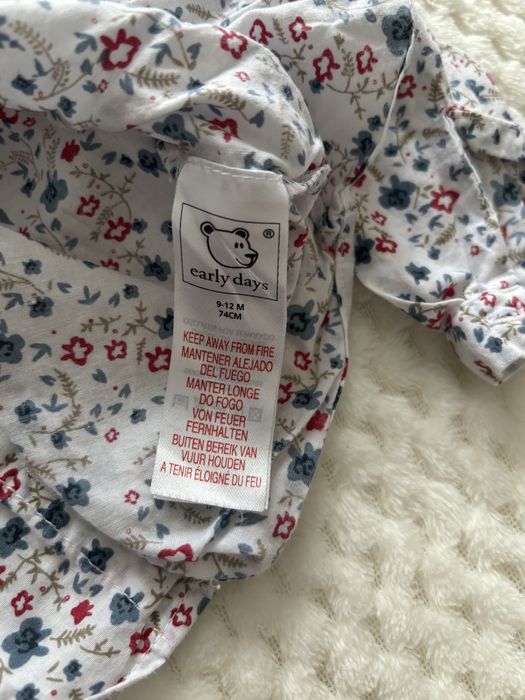 ®
early days
9-12 M
74CM
KEEP AWAY FROM FIRE
MANTENER ALEJADO
DEL FUEGO
MANTER LONGE
DO FOGO
VON FEUER
FERNHALTEN
BUITEN BEREIK VAN
VUUR HOUDEN
A TENIR ÉLOIGNÉ DU FEU